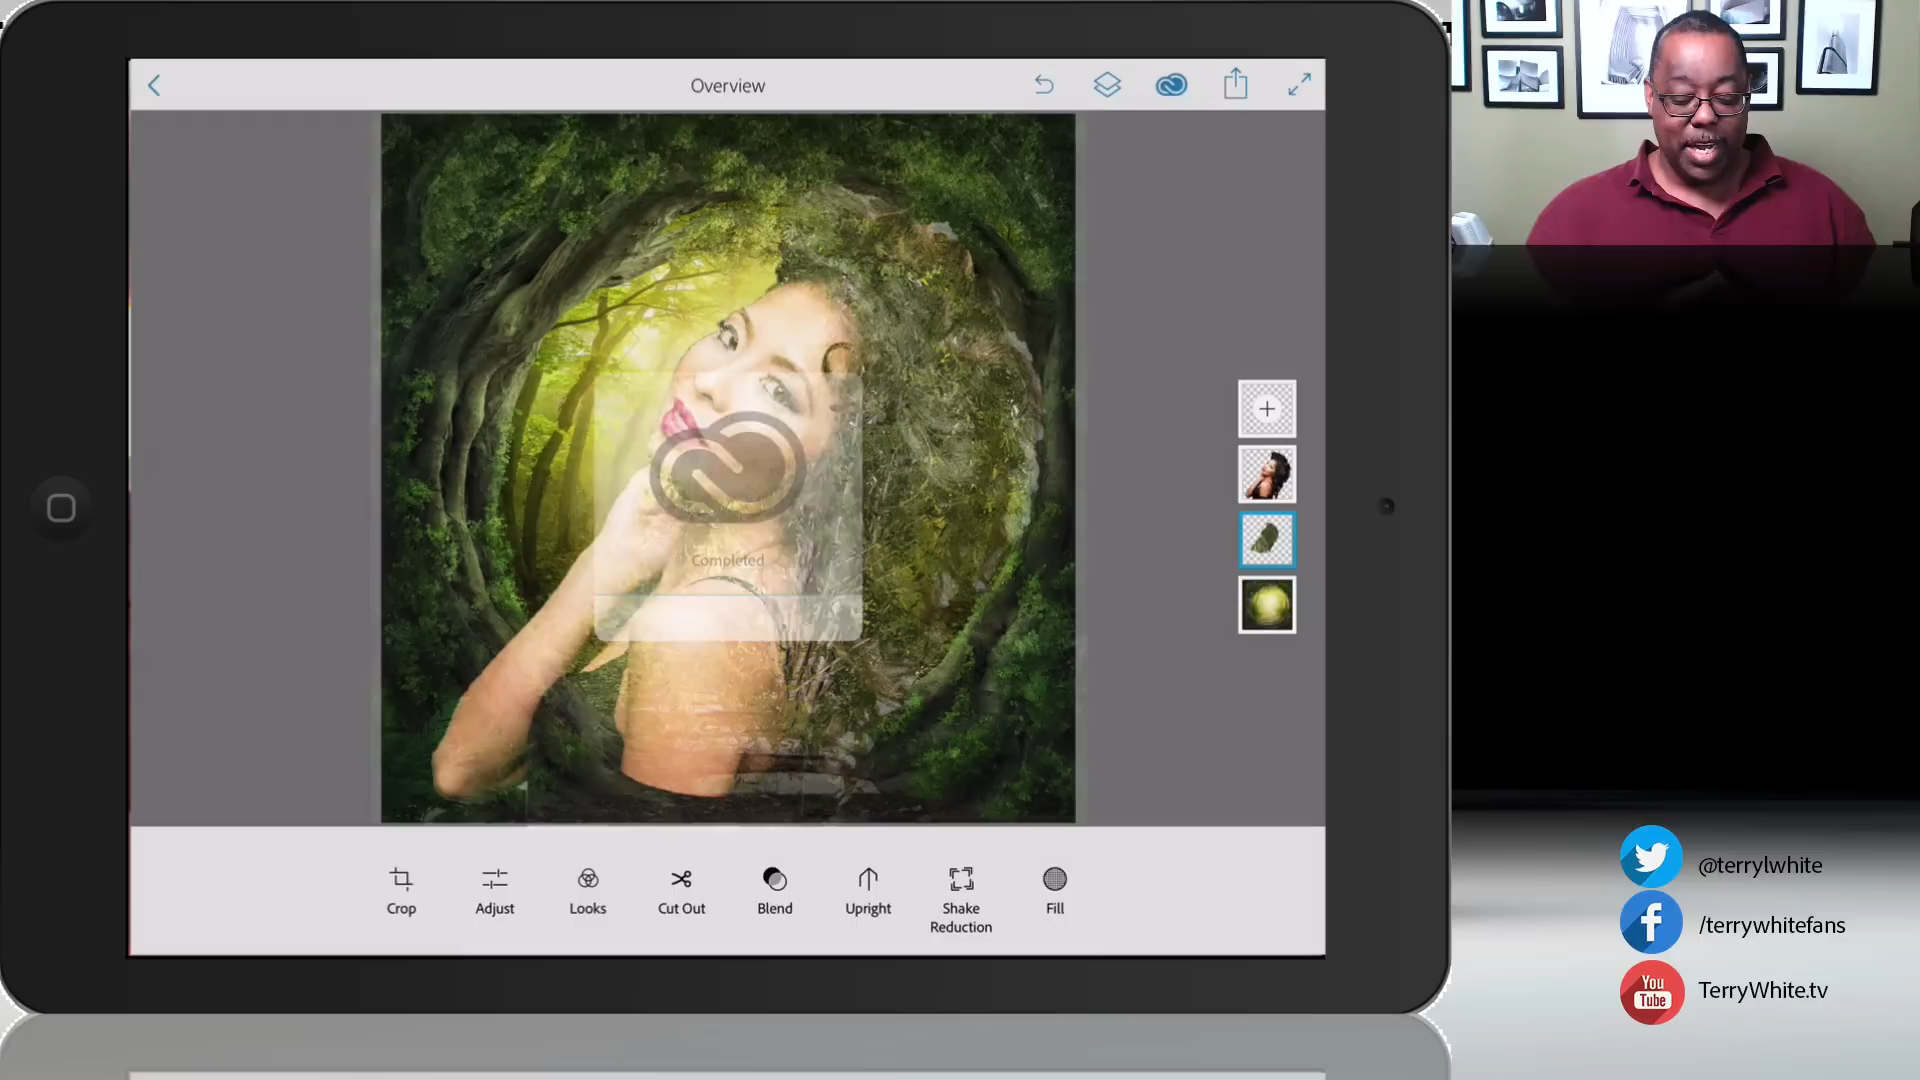 Overview
Completed
Crop
Adjust
Looks
Cut Out
Blend
Upright
Shake
Reduction
Fill
@terrylwhite
/terrywhitefans
You
Tube
TerryWhite.tv